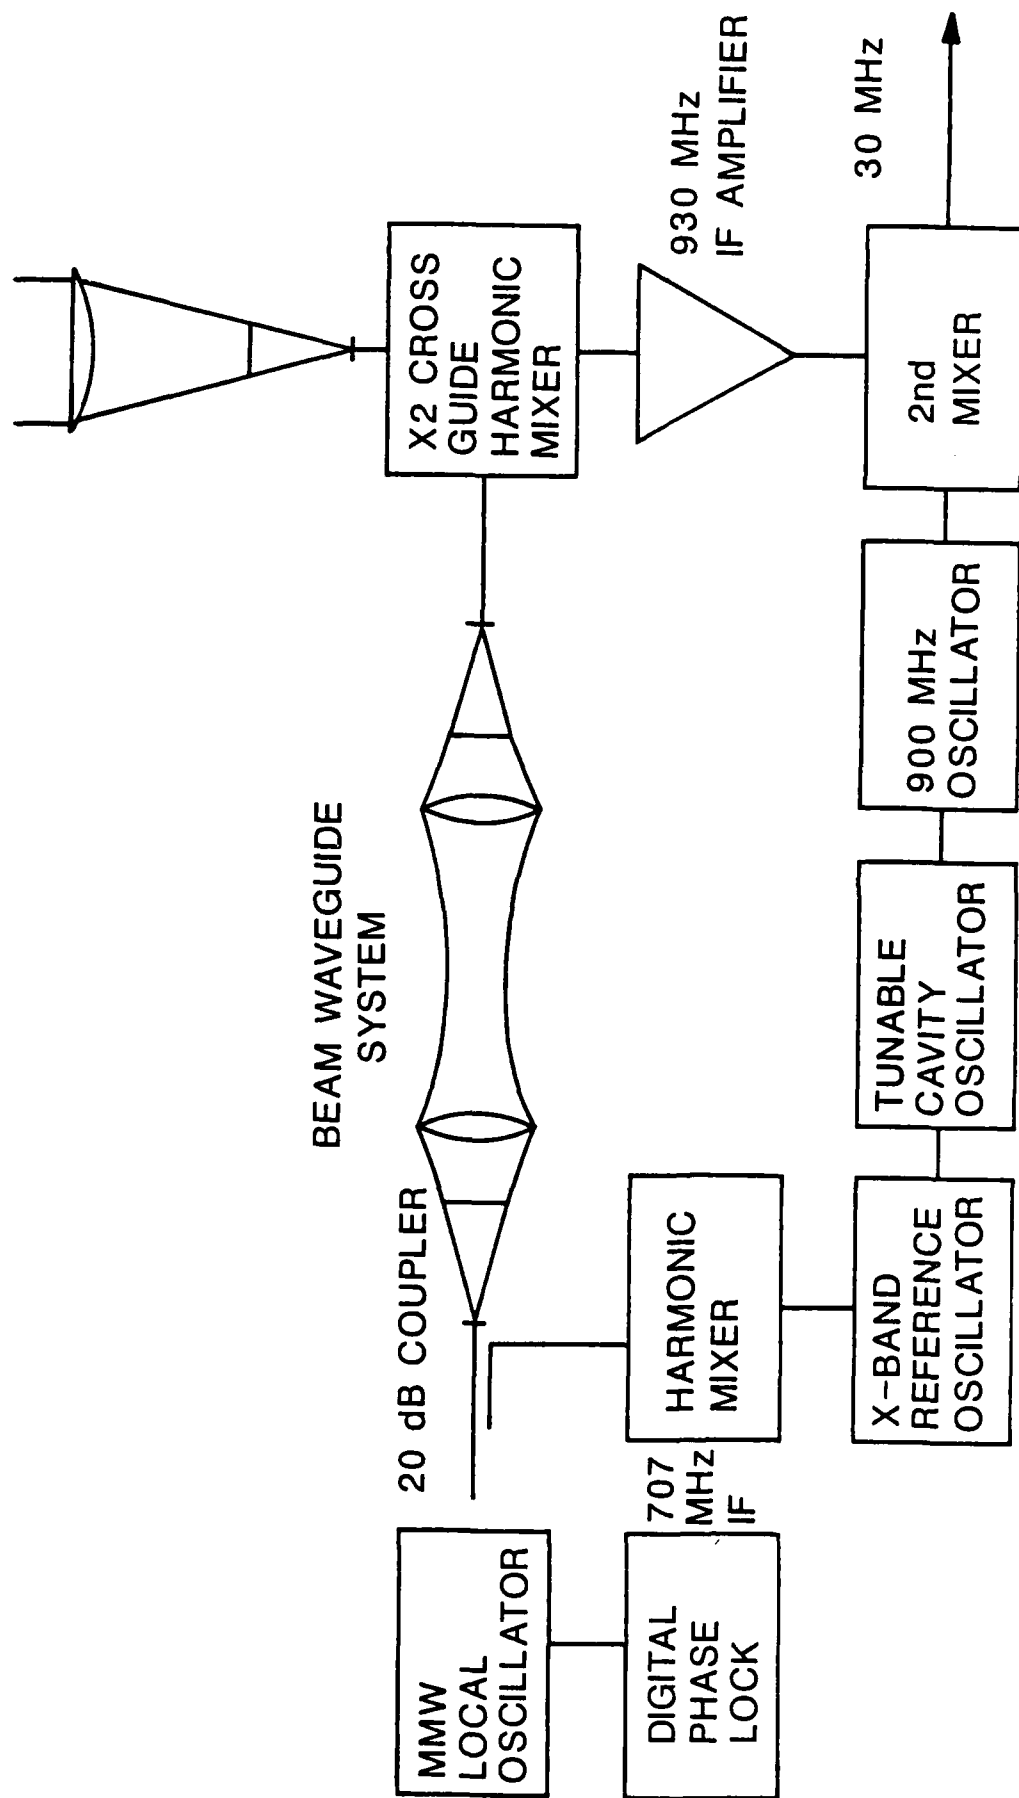 MMW
LOCAL
OSCILLATOR
20 dB COUPLER
BEAM WAVEGUIDE
SYSTEM
X2 CROSS
GUIDE
HARMONIC
MIXER
DIGITAL
PHASE
LOCK
707
MHz
IF
HARMONIC
MIXER
930 MHz
IF AMPLIFIER
X-BAND
REFERENCE
OSCILLATOR
TUNABLE
CAVITY
OSCILLATOR
900 MHz
OSCILLATOR
2nd
MIXER
30 MHz